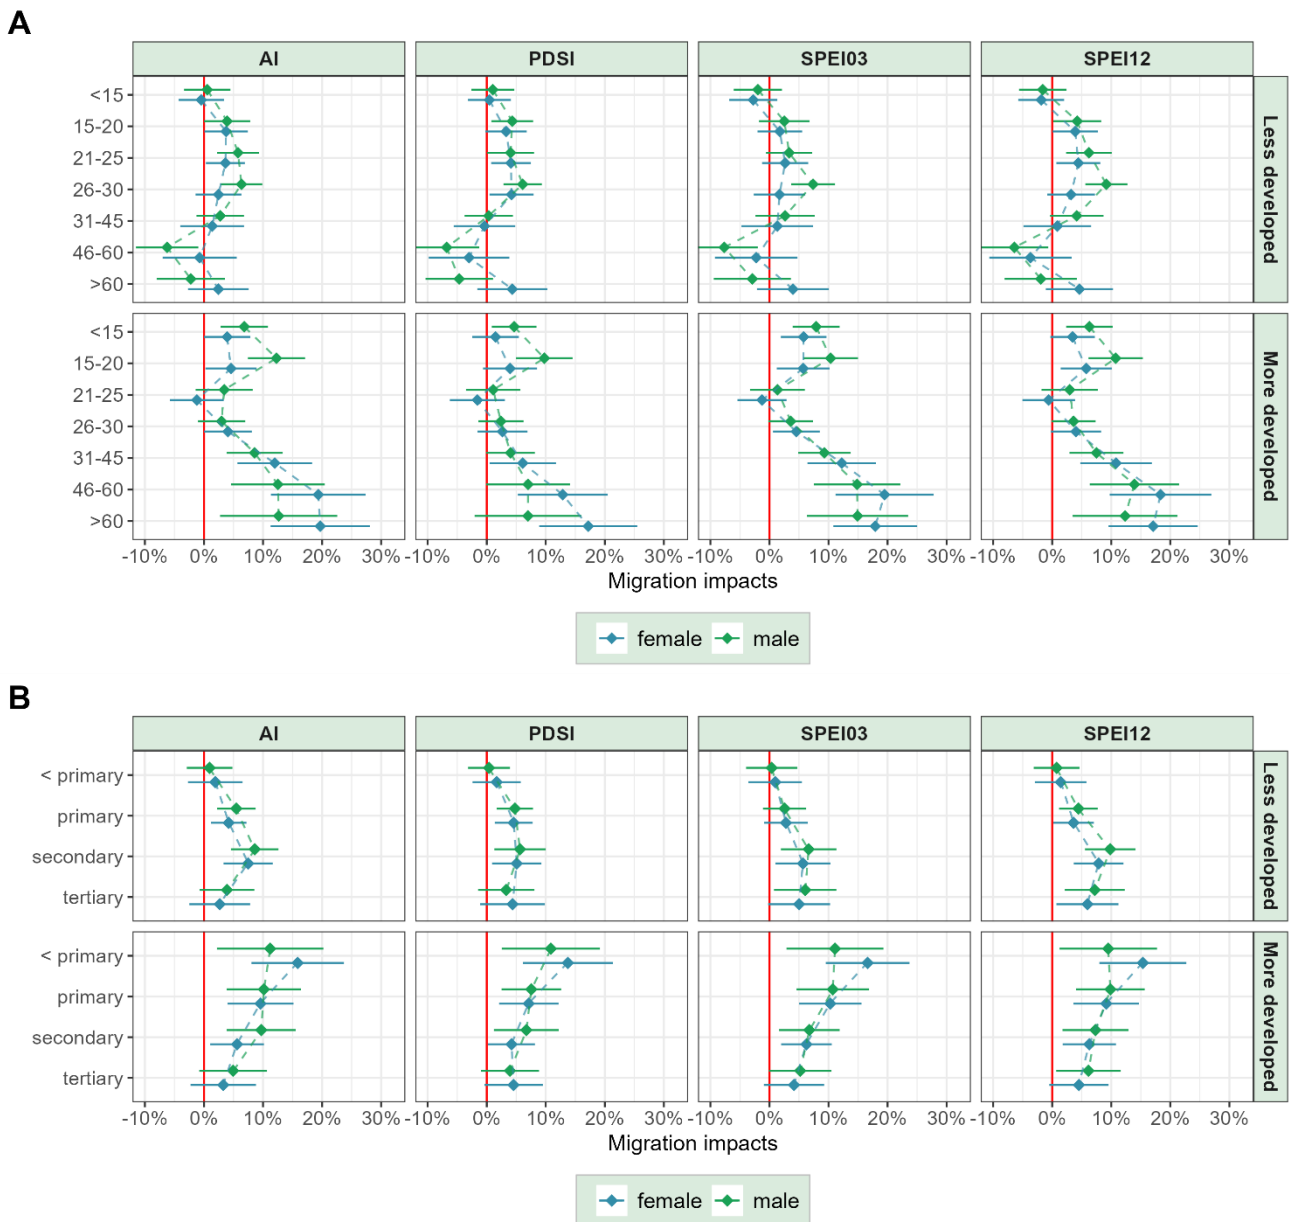 A
AI PDSI SPEI03 SPEI12
<15
15-20
21-25
26-30
31-45
46-60
>60
Less developed
<15
15-20
21-25
26-30
31-45
46-60
>60
More developed
-10% 0% 10% 20% 30% -10% 0% 10% 20% 30% -10% 0% 10% 20% 30% -10% 0% 10% 20% 30%
Migration impacts
female male
B
AI PDSI SPEI03 SPEI12
< primary
primary
secondary
tertiary
Less developed
< primary
primary
secondary
tertiary
More developed
-10% 0% 10% 20% 30% -10% 0% 10% 20% 30% -10% 0% 10% 20% 30% -10% 0% 10% 20% 30%
Migration impacts
female male